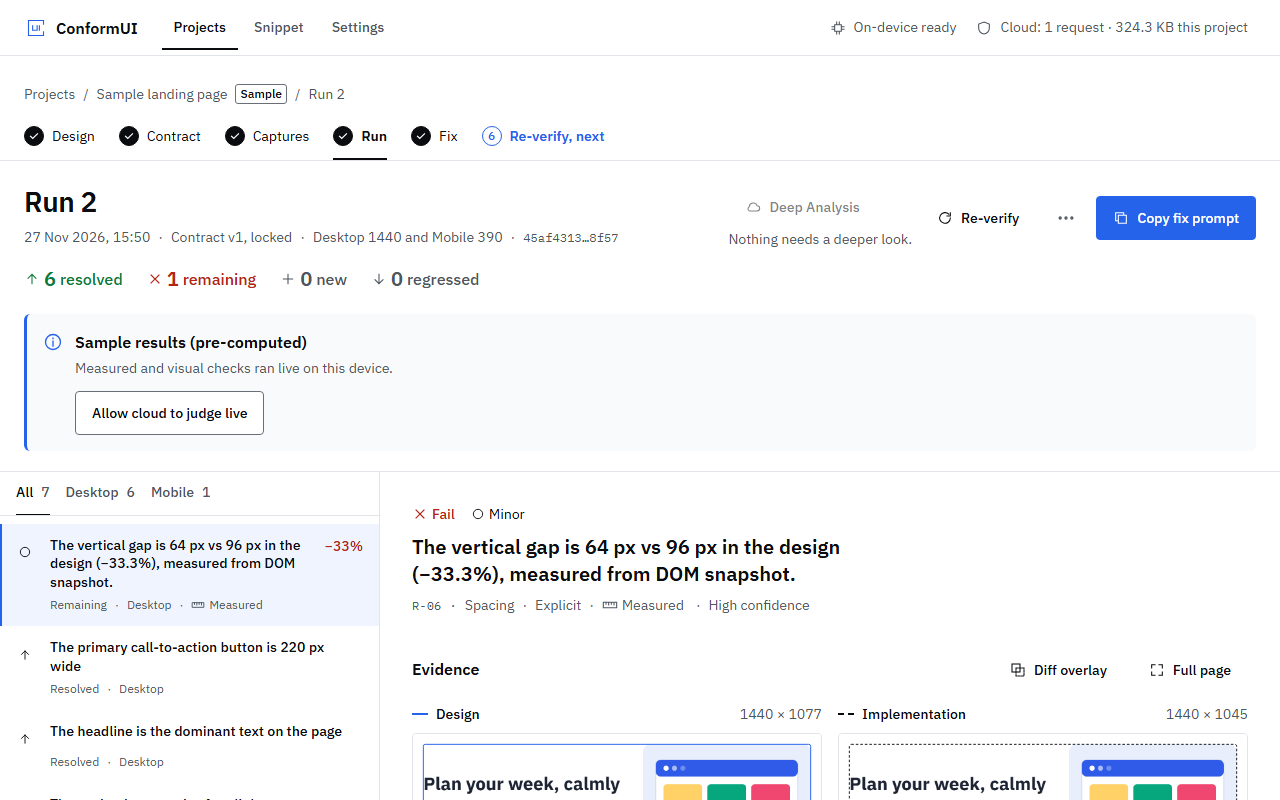 UI ConformUI Projects Snippet Settings On-device ready Cloud: 1 request · 324.3 KB this project
Projects / Sample landing page Sample / Run 2
Design Contract Captures Run Fix 6 Re-verify, next
Run 2
27 Nov 2026, 15:50 · Contract v1, locked · Desktop 1440 and Mobile 390 · 45af4313…8f57
Deep Analysis
Nothing needs a deeper look.
Re-verify
Copy fix prompt
6 resolved 1 remaining 0 new 0 regressed
Sample results (pre-computed)
Measured and visual checks ran live on this device.
Allow cloud to judge live
All 7 Desktop 6 Mobile 1
The vertical gap is 64 px vs 96 px in the
design (−33.3%), measured from DOM
snapshot.
−33%
Remaining · Desktop · Measured
The primary call-to-action button is 220 px
wide
Resolved · Desktop
The headline is the dominant text on the page
Resolved · Desktop
Fail Minor
The vertical gap is 64 px vs 96 px in the design
(−33.3%), measured from DOM snapshot.
R-06 · Spacing · Explicit · Measured · High confidence
Evidence
Diff overlay Full page
Design 1440 × 1077
Implementation 1440 × 1045
Plan your week, calmly
Plan your week, calmly